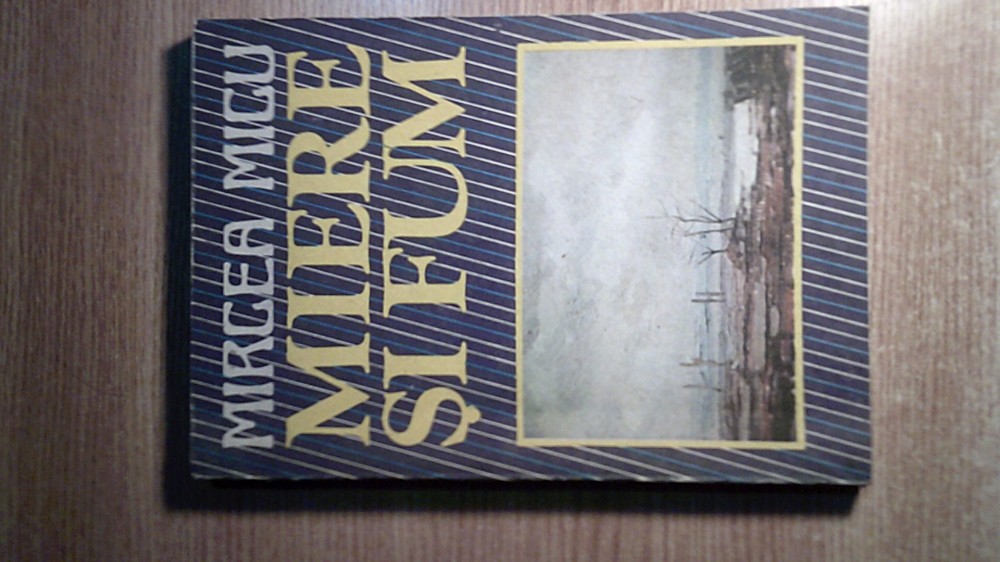 MIRCEA MICU
MIERE
ȘI FUM